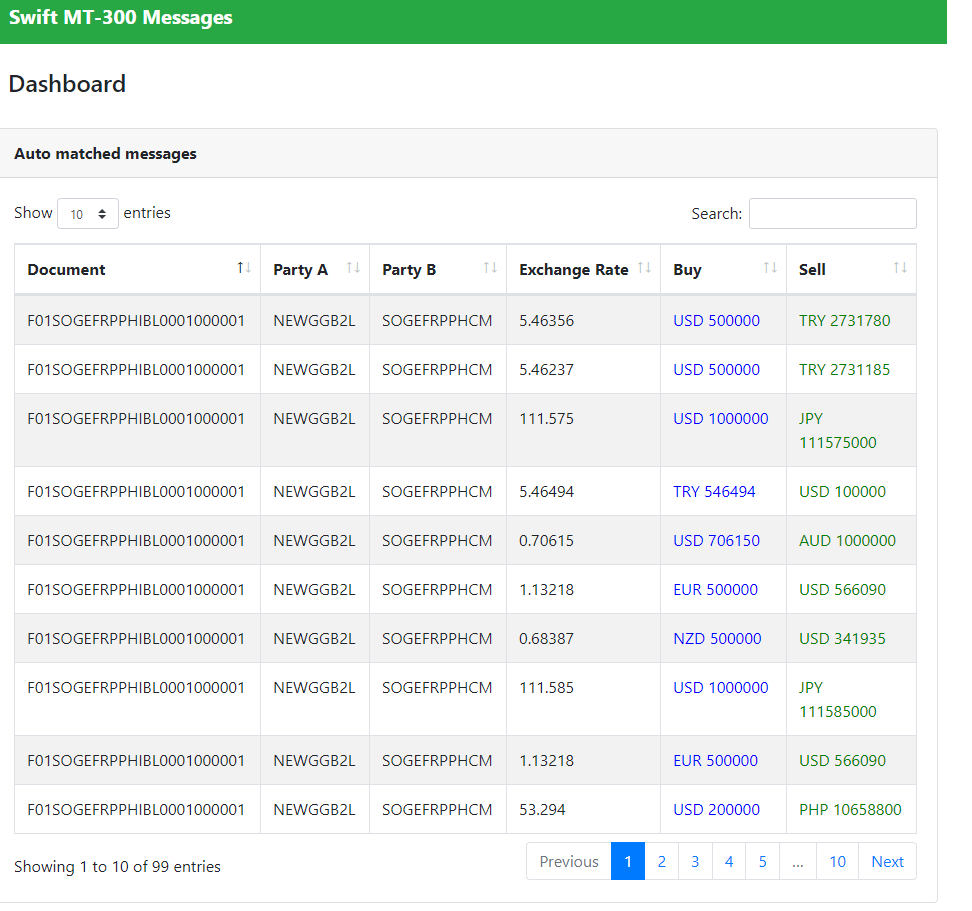 Swift MT-300 Messages
Dashboard
Auto matched messages
Show 10 entries Search:
Document Party A Party B Exchange Rate Buy Sell
F01SOGEFRPPHIBL0001000001 NEWGGB2L SOGEFRPPHCM 5.46356 USD 500000 TRY 2731780
F01SOGEFRPPHIBL0001000001 NEWGGB2L SOGEFRPPHCM 5.46237 USD 500000 TRY 2731185
F01SOGEFRPPHIBL0001000001 NEWGGB2L SOGEFRPPHCM 111.575 USD 1000000 JPY
111575000
F01SOGEFRPPHIBL0001000001 NEWGGB2L SOGEFRPPHCM 5.46494 TRY 546494 USD 100000
F01SOGEFRPPHIBL0001000001 NEWGGB2L SOGEFRPPHCM 0.70615 USD 706150 AUD 1000000
F01SOGEFRPPHIBL0001000001 NEWGGB2L SOGEFRPPHCM 1.13218 EUR 500000 USD 566090
F01SOGEFRPPHIBL0001000001 NEWGGB2L SOGEFRPPHCM 0.68387 NZD 500000 USD 341935
F01SOGEFRPPHIBL0001000001 NEWGGB2L SOGEFRPPHCM 111.585 USD 1000000 JPY
111585000
F01SOGEFRPPHIBL0001000001 NEWGGB2L SOGEFRPPHCM 1.13218 EUR 500000 USD 566090
F01SOGEFRPPHIBL0001000001 NEWGGB2L SOGEFRPPHCM 53.294 USD 200000 PHP 10658800
Showing 1 to 10 of 99 entries Previous 1 2 3 4 5 ... 10 Next